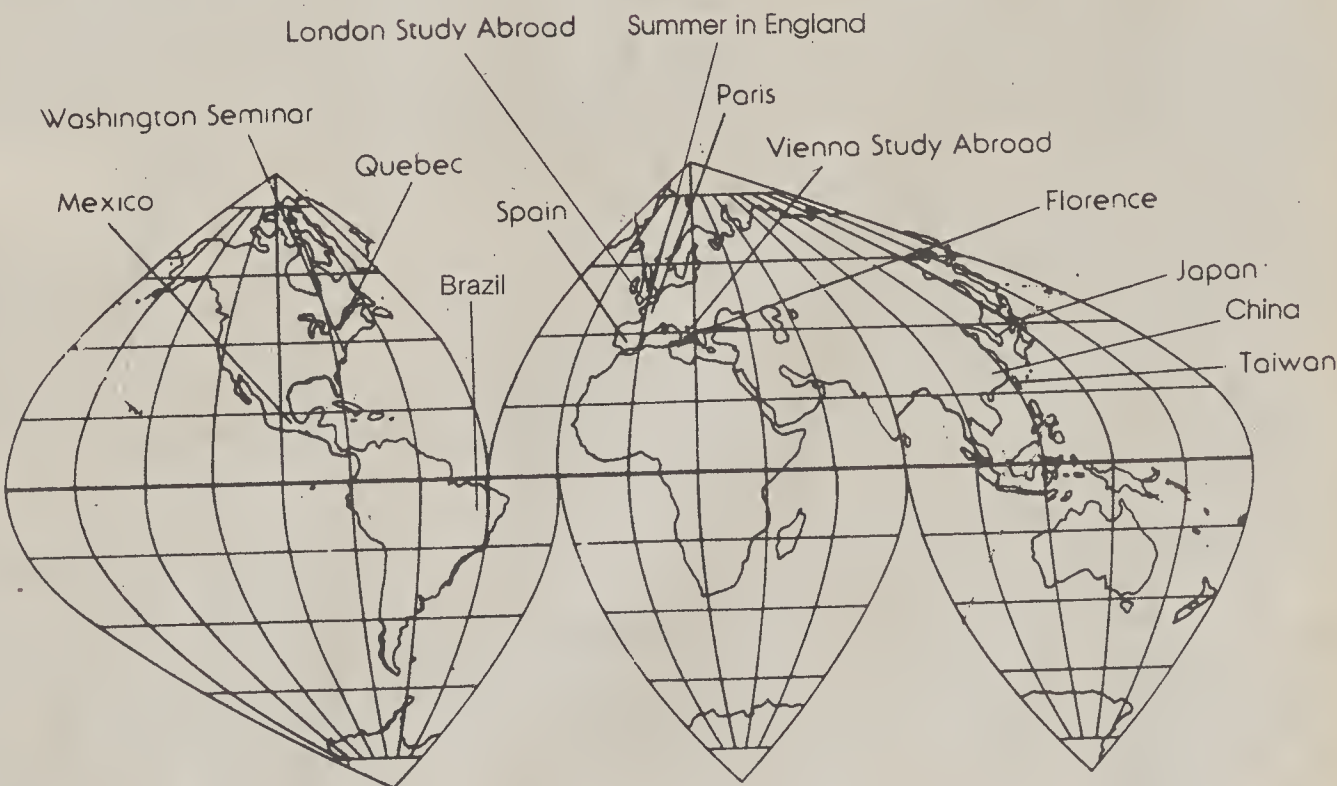 London Study Abroad
Summer in England
Paris
Washington Seminar
Quebec
Vienna Study Abroad
Mexico
Spain
Florence
Brazil
Japan
China
Taiwan